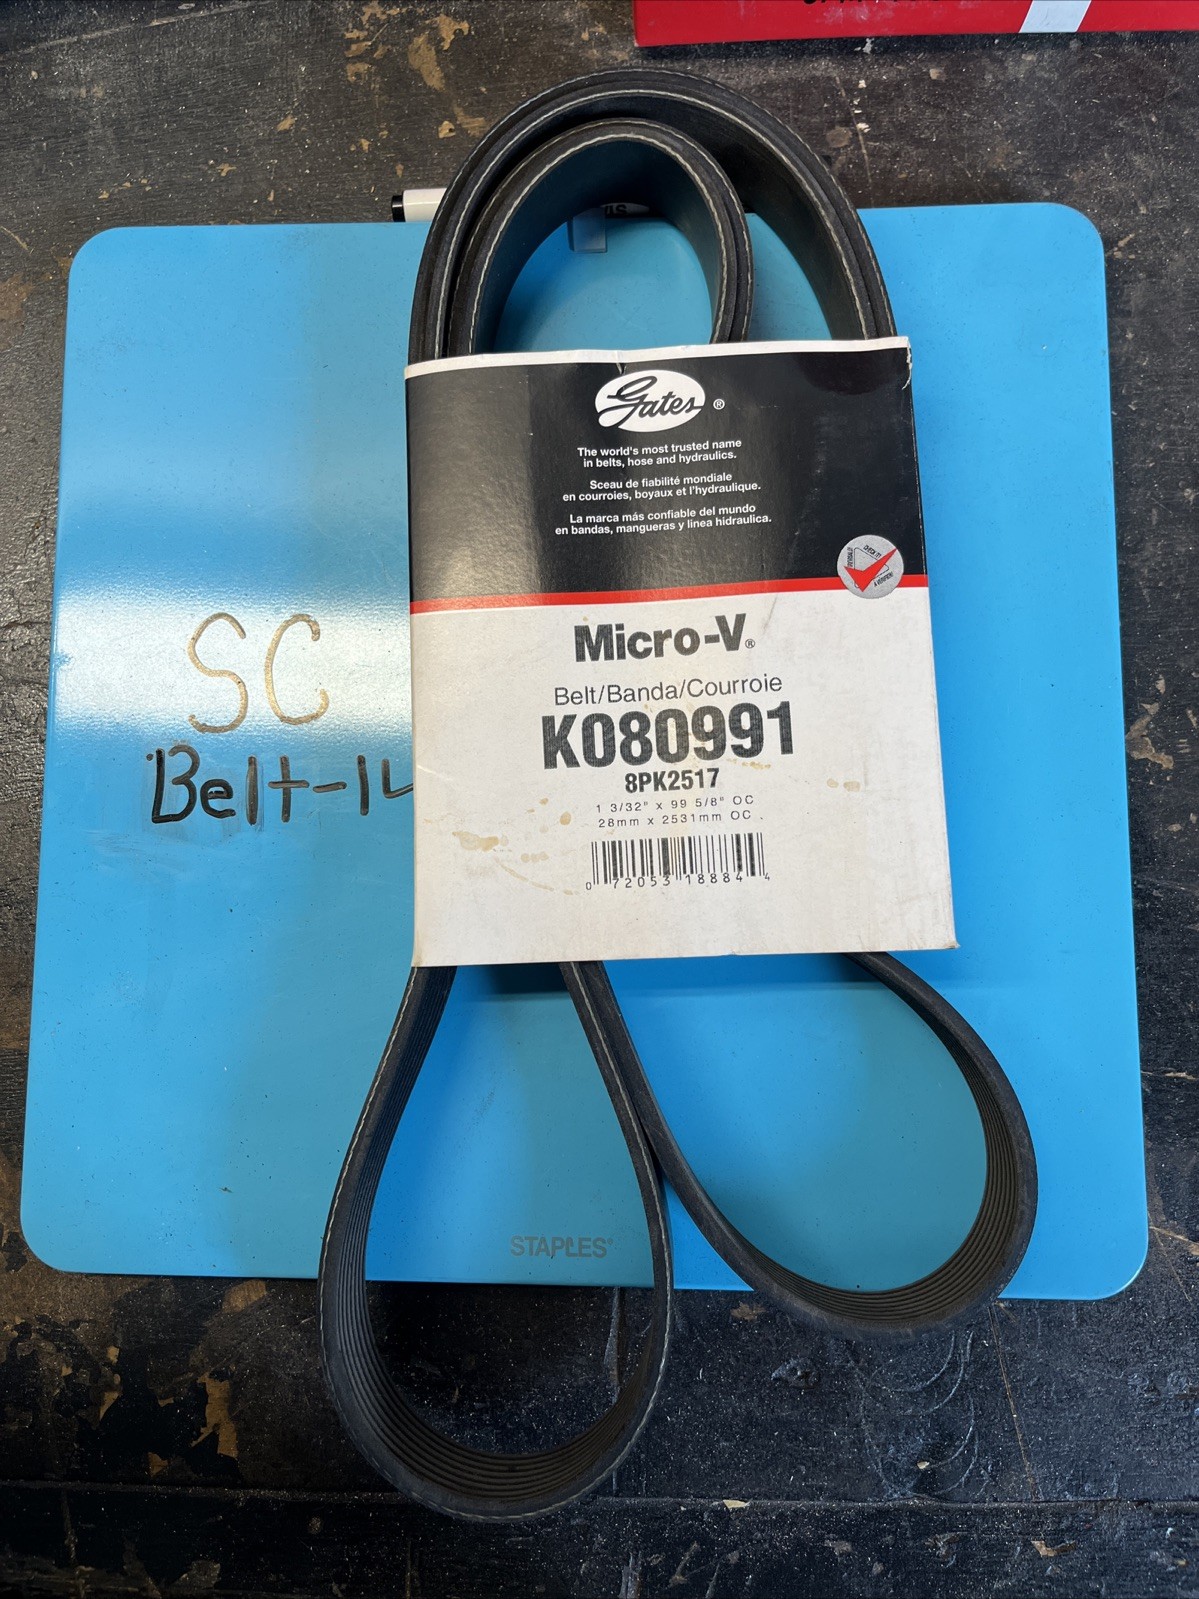 Gates ®
The world's most trusted name
in belts, hose and hydraulics.
Sceau de fiabilité mondiale
en courroies, boyaux et l'hydraulique.
La marca más confiable del mundo
en bandas, mangueras y linea hidraulica.
CHECK IT!
Micro-V®
Belt/Banda/Courroie
K080991
8PK2517
1 3/32" x 99 5/8" OC
28mm x 2531mm OC
0 72053 18884 4
SC
Belt-14
STAPLES®